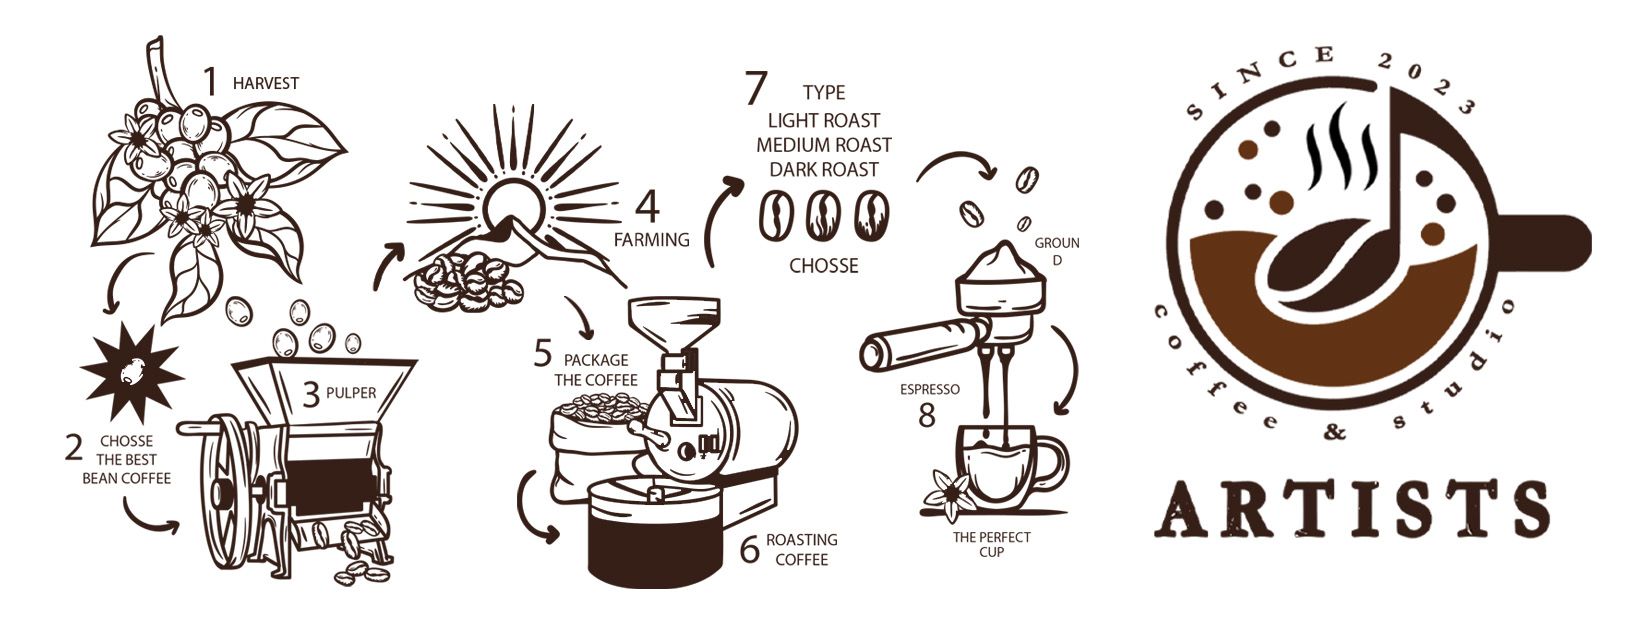 1 HARVEST
2 CHOSSE
THE BEST
BEAN COFFEE
3 PULPER
4
FARMING
5 PACKAGE
THE COFFEE
6 ROASTING
COFFEE
7 TYPE
LIGHT ROAST
MEDIUM ROAST
DARK ROAST
CHOSSE
GROUN
D
ESPRESSO
8
THE PERFECT
CUP
SINCE 2023
coffee & studio
ARTISTS